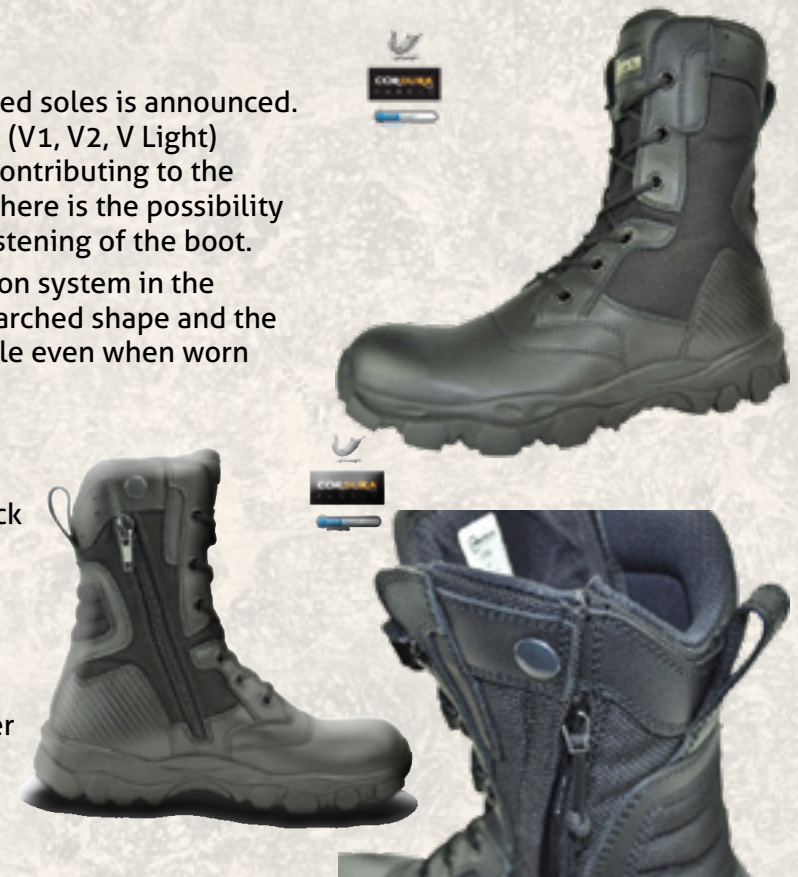 ed soles is announced.
(V1, V2, V Light)
ontributing to the
here is the possibility
stening of the boot.
on system in the
arched shape and the
le even when worn
ck
er
CORDURA
CORDURA